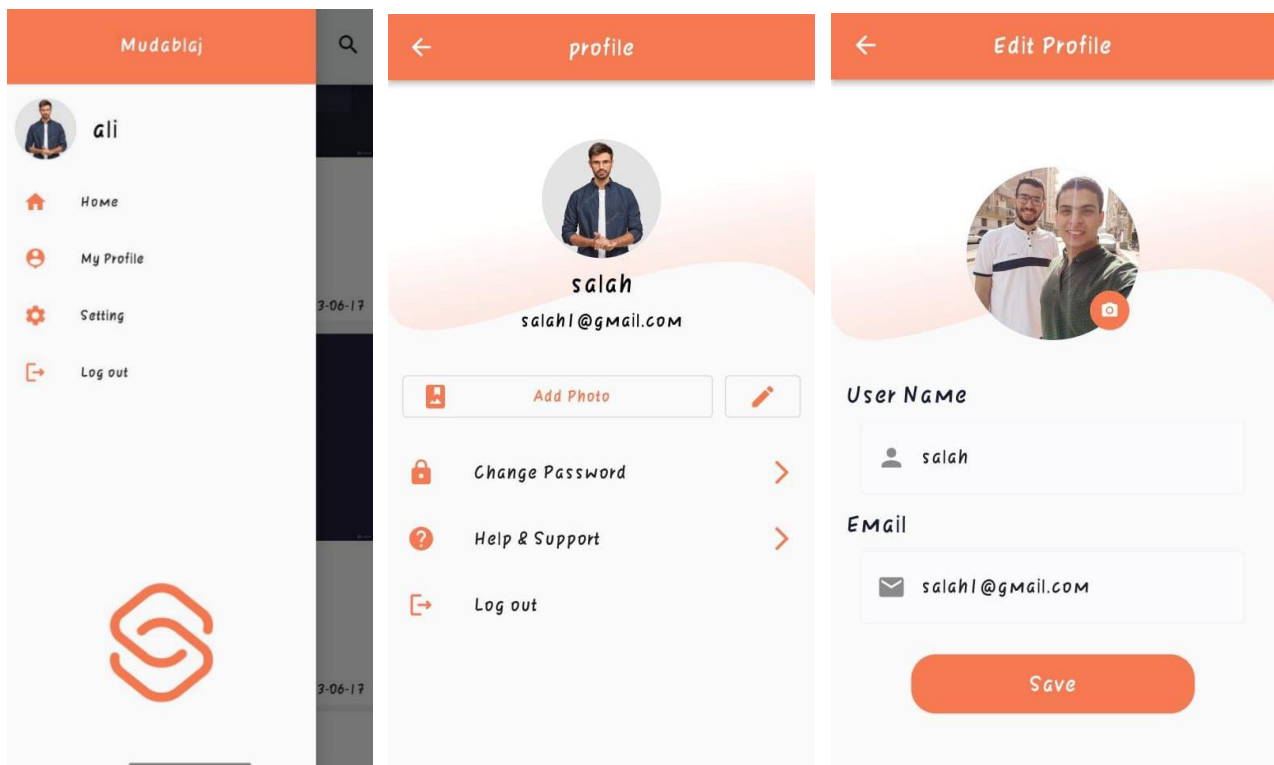 Mudablaj
ali
Home
My Profile
Setting
Log out
3-06-17
3-06-17
profile
salah
salah1@gmail.com
Add Photo
Change Password
Help & Support
Log out
Edit Profile
User Name
salah
Email
salah1@gmail.com
Save